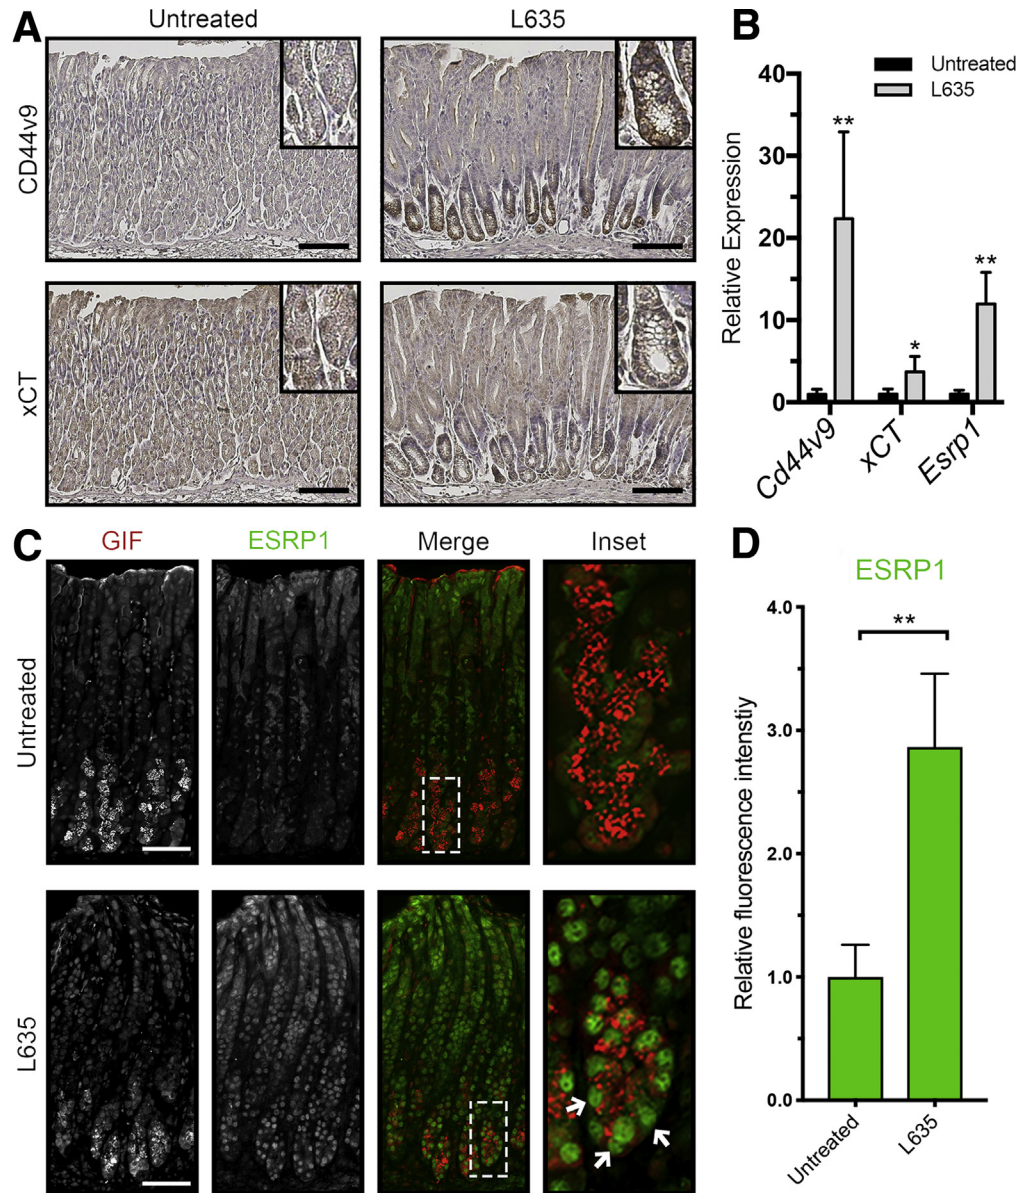 A
Untreated
L635
CD44v9
xCT
B
Untreated
L635
Relative Expression
40
30
20
10
0
**
*
**
Cd44v9
xCT
Esrp1
C
GIF
ESRP1
Merge
Inset
Untreated
L635
D
ESRP1
Relative fluorescence intenstiy
4.0
3.0
2.0
1.0
0.0
**
Untreated
L635